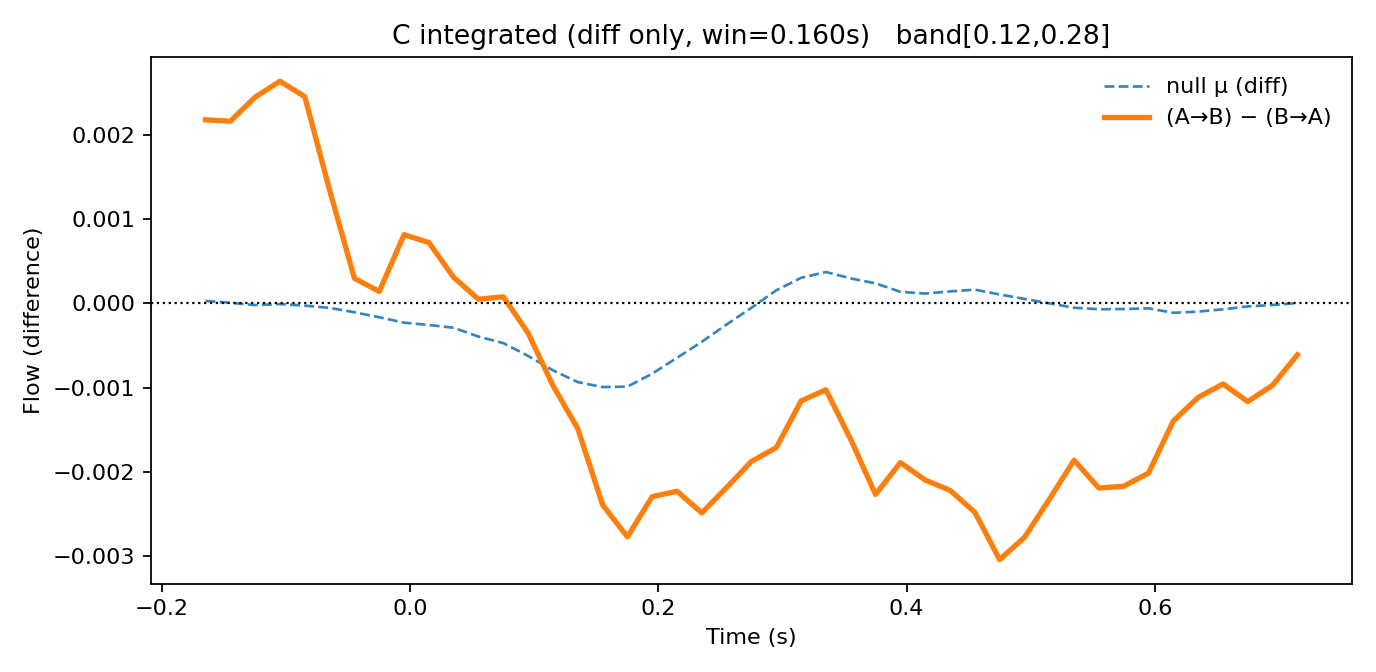 C integrated (diff only, win=0.160s)   band[0.12,0.28]
null μ (diff)
(A→B) − (B→A)
Flow (difference)
0.002
0.001
0.000
−0.001
−0.002
−0.003
−0.2
0.0
0.2
0.4
0.6
Time (s)